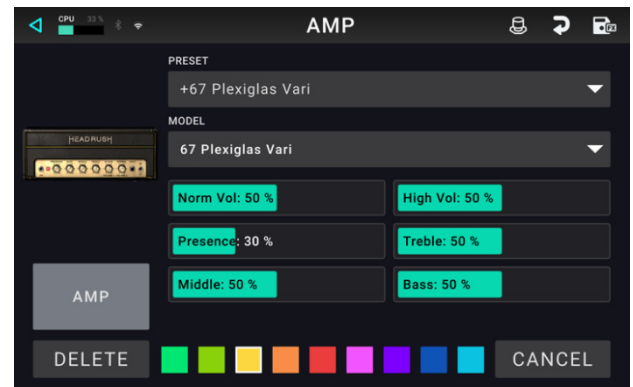 CPU 33 %
AMP
PRESET
+67 Plexiglas Vari
MODEL
67 Plexiglas Vari
HEADRUSH
Norm Vol: 50 %
High Vol: 50 %
Presence: 30 %
Treble: 50 %
Middle: 50 %
Bass: 50 %
AMP
DELETE
CANCEL